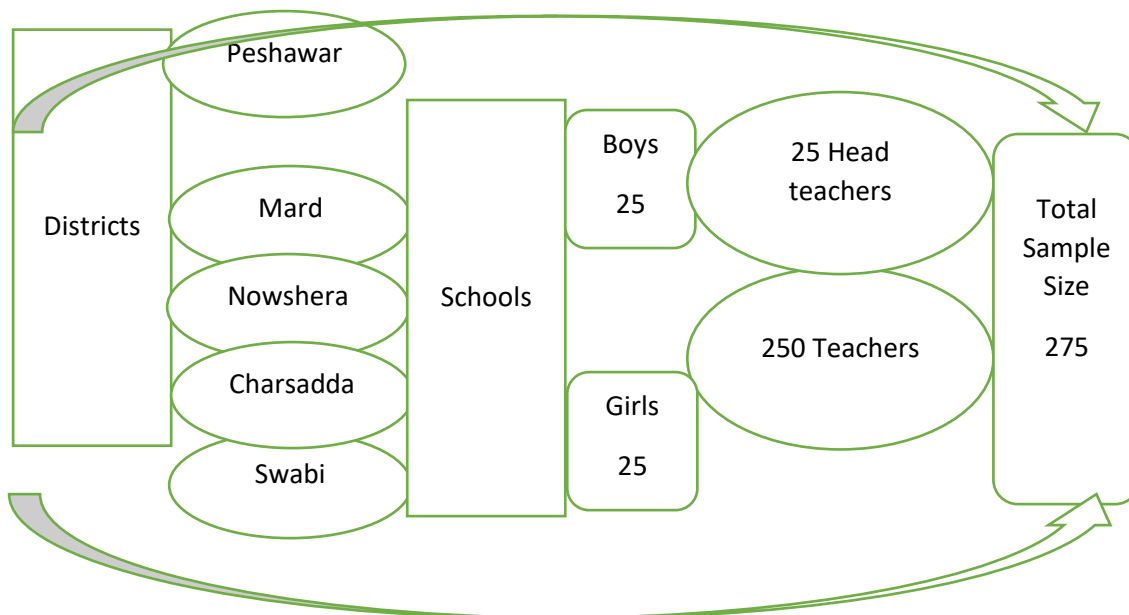 Districts
Peshawar
Mard
Nowshera
Charsadda
Swabi
Schools
Boys
25
Girls
25
25 Head
teachers
250 Teachers
Total
Sample
Size
275